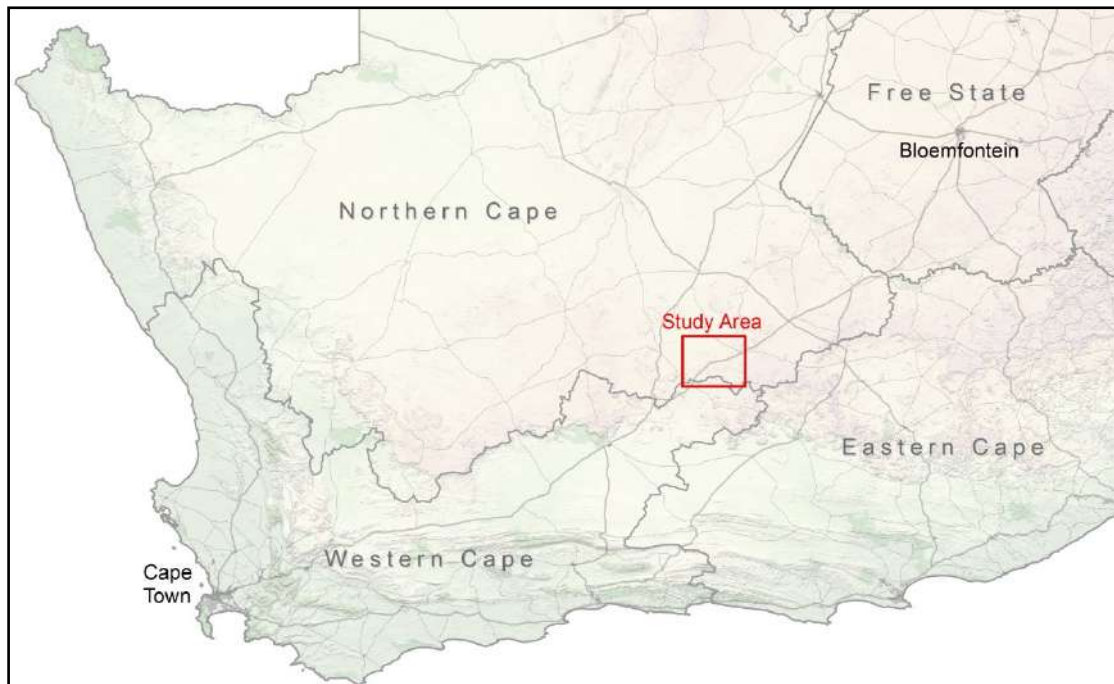 Free State
Bloemfontein
Northern Cape
Study Area
Eastern Cape
Western Cape
Cape
Town